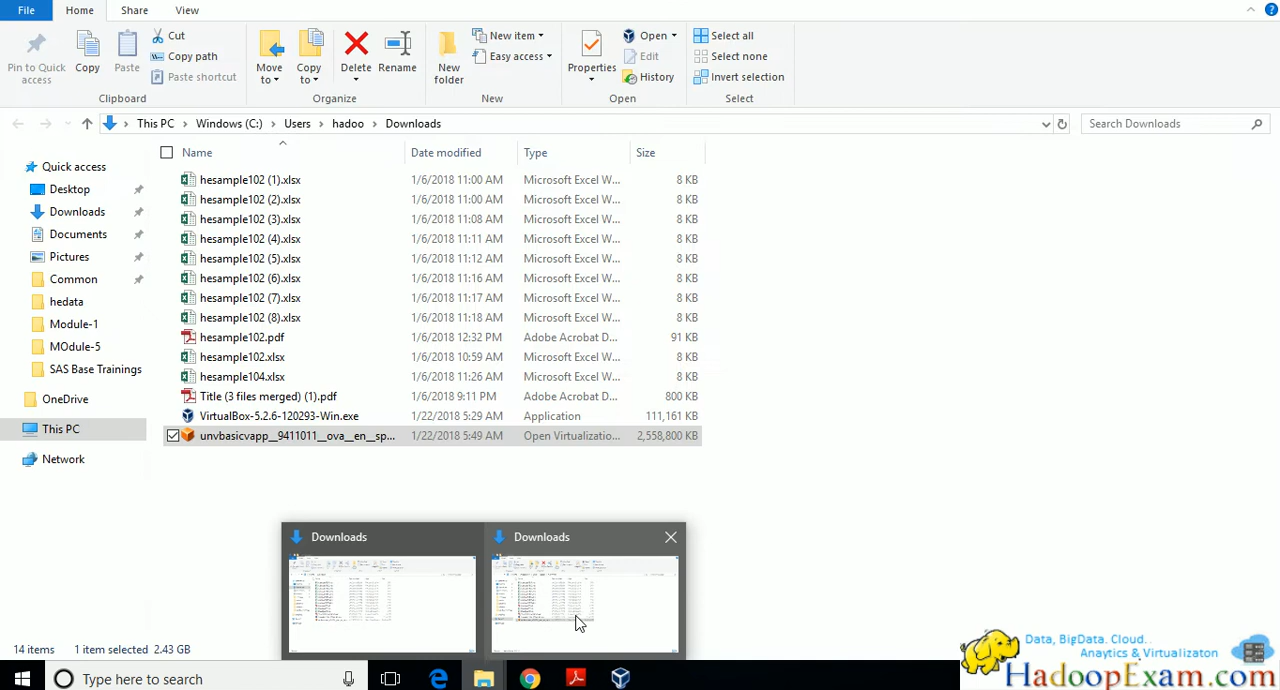 File Home Share View
Pin to Quick access
Copy
Paste
Cut
Copy path
Paste shortcut
Clipboard
Move to
Copy to
Delete
Rename
Organize
New folder
New item
Easy access
New
Properties
Open
Edit
History
Open
Select all
Select none
Invert selection
Select
This PC Windows (C:) Users hadoo Downloads
Search Downloads
Quick access
Desktop
Downloads
Documents
Pictures
Common
hedata
Module-1
MOdule-5
SAS Base Trainings
OneDrive
This PC
Network
Name Date modified Type Size
hesample102 (1).xlsx 1/6/2018 11:00 AM Microsoft Excel W... 8 KB
hesample102 (2).xlsx 1/6/2018 11:00 AM Microsoft Excel W... 8 KB
hesample102 (3).xlsx 1/6/2018 11:08 AM Microsoft Excel W... 8 KB
hesample102 (4).xlsx 1/6/2018 11:11 AM Microsoft Excel W... 8 KB
hesample102 (5).xlsx 1/6/2018 11:12 AM Microsoft Excel W... 8 KB
hesample102 (6).xlsx 1/6/2018 11:16 AM Microsoft Excel W... 8 KB
hesample102 (7).xlsx 1/6/2018 11:17 AM Microsoft Excel W... 8 KB
hesample102 (8).xlsx 1/6/2018 11:18 AM Microsoft Excel W... 8 KB
hesample102.pdf 1/6/2018 12:32 PM Adobe Acrobat D... 91 KB
hesample102.xlsx 1/6/2018 10:59 AM Microsoft Excel W... 8 KB
hesample104.xlsx 1/6/2018 11:26 AM Microsoft Excel W... 8 KB
Title (3 files merged) (1).pdf 1/6/2018 9:11 PM Adobe Acrobat D... 800 KB
VirtualBox-5.2.6-120293-Win.exe 1/22/2018 5:29 AM Application 111,161 KB
unvbasicvapp__9411011__ova__en__sp... 1/22/2018 5:49 AM Open Virtualizatio... 2,558,800 KB
Downloads Downloads
14 items 1 item selected 2.43 GB
Type here to search
Data, BigData. Cloud.
Anaytics & Virtualizaton
HadoopExam.com